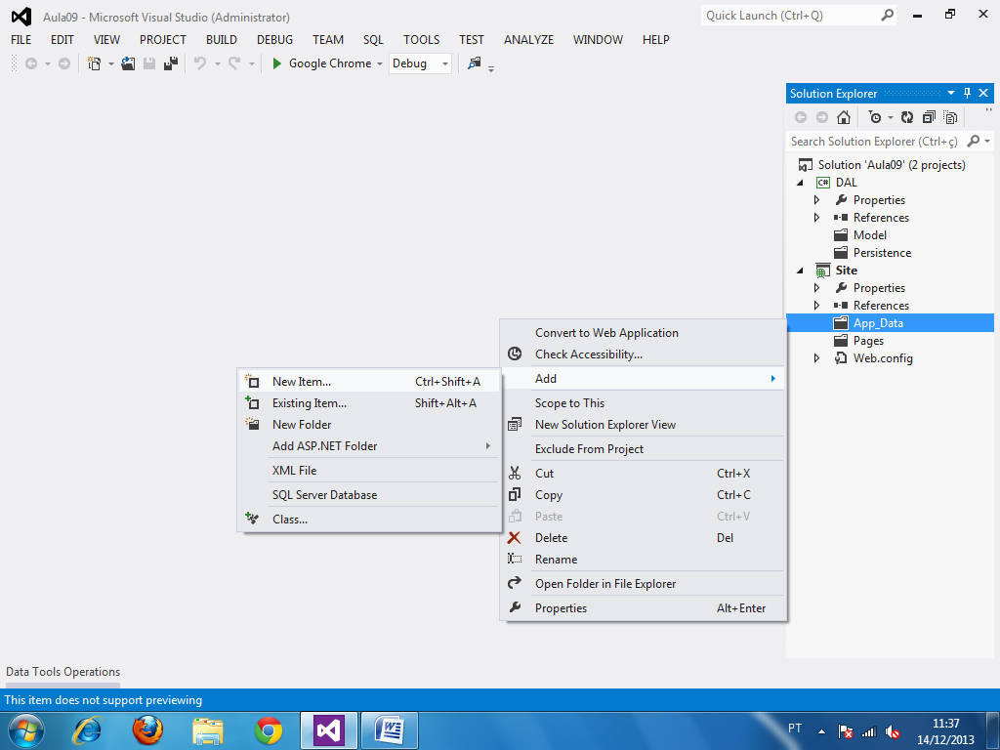 Aula09 - Microsoft Visual Studio (Administrator)
Quick Launch (Ctrl+Q)
FILE EDIT VIEW PROJECT BUILD DEBUG TEAM SQL TOOLS TEST ANALYZE WINDOW HELP
Google Chrome Debug
Solution Explorer
Search Solution Explorer (Ctrl+ç)
Solution 'Aula09' (2 projects)
C# DAL
Properties
References
Model
Persistence
Site
Properties
References
App_Data
Pages
Web.config
Convert to Web Application
Check Accessibility...
Add
Scope to This
New Solution Explorer View
Exclude From Project
Cut Ctrl+X
Copy Ctrl+C
Paste Ctrl+V
Delete Del
Rename
Open Folder in File Explorer
Properties Alt+Enter
New Item... Ctrl+Shift+A
Existing Item... Shift+Alt+A
New Folder
Add ASP.NET Folder
XML File
SQL Server Database
Class...
Data Tools Operations
This item does not support previewing
PT
11:37
14/12/2013